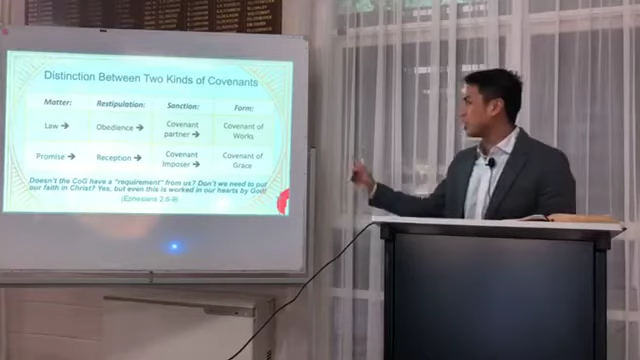 Distinction Between Two Kinds of Covenants
Matter: Restipulation: Sanction: Form:
Law → Obedience → Covenant partner → Covenant of Works
Promise → Reception → Covenant Imposer → Covenant of Grace
Doesn't the CoG have a "requirement" from us? Don't we need to put
our faith in Christ? Yes, but even this is worked in our hearts by God!
(Ephesians 2:8-9)